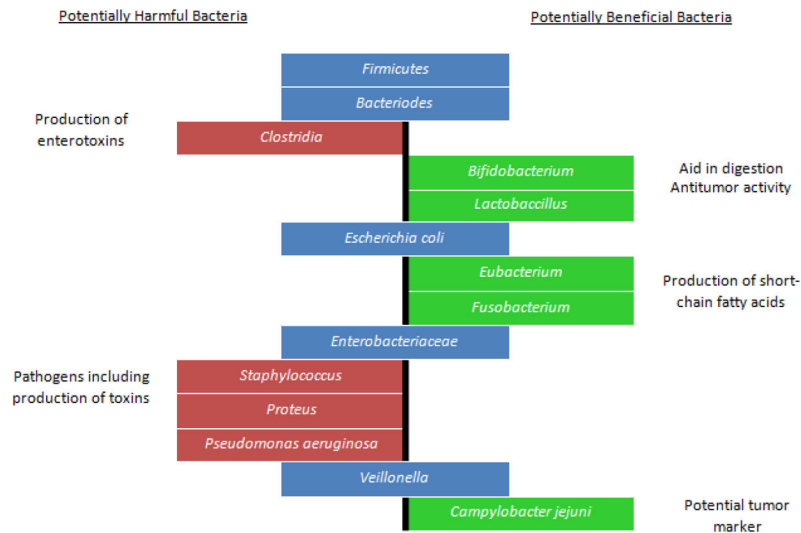 Potentially Harmful Bacteria
Potentially Beneficial Bacteria
Firmicutes
Bacteriodes
Production of
enterotoxins
Clostridia
Bifidobacterium
Lactobaccillus
Aid in digestion
Antitumor activity
Escherichia coli
Eubacterium
Fusobacterium
Production of short-
chain fatty acids
Enterobacteriaceae
Pathogens including
production of toxins
Staphylococcus
Proteus
Pseudomonas aeruginosa
Veillonella
Campylobacter jejuni
Potential tumor
marker